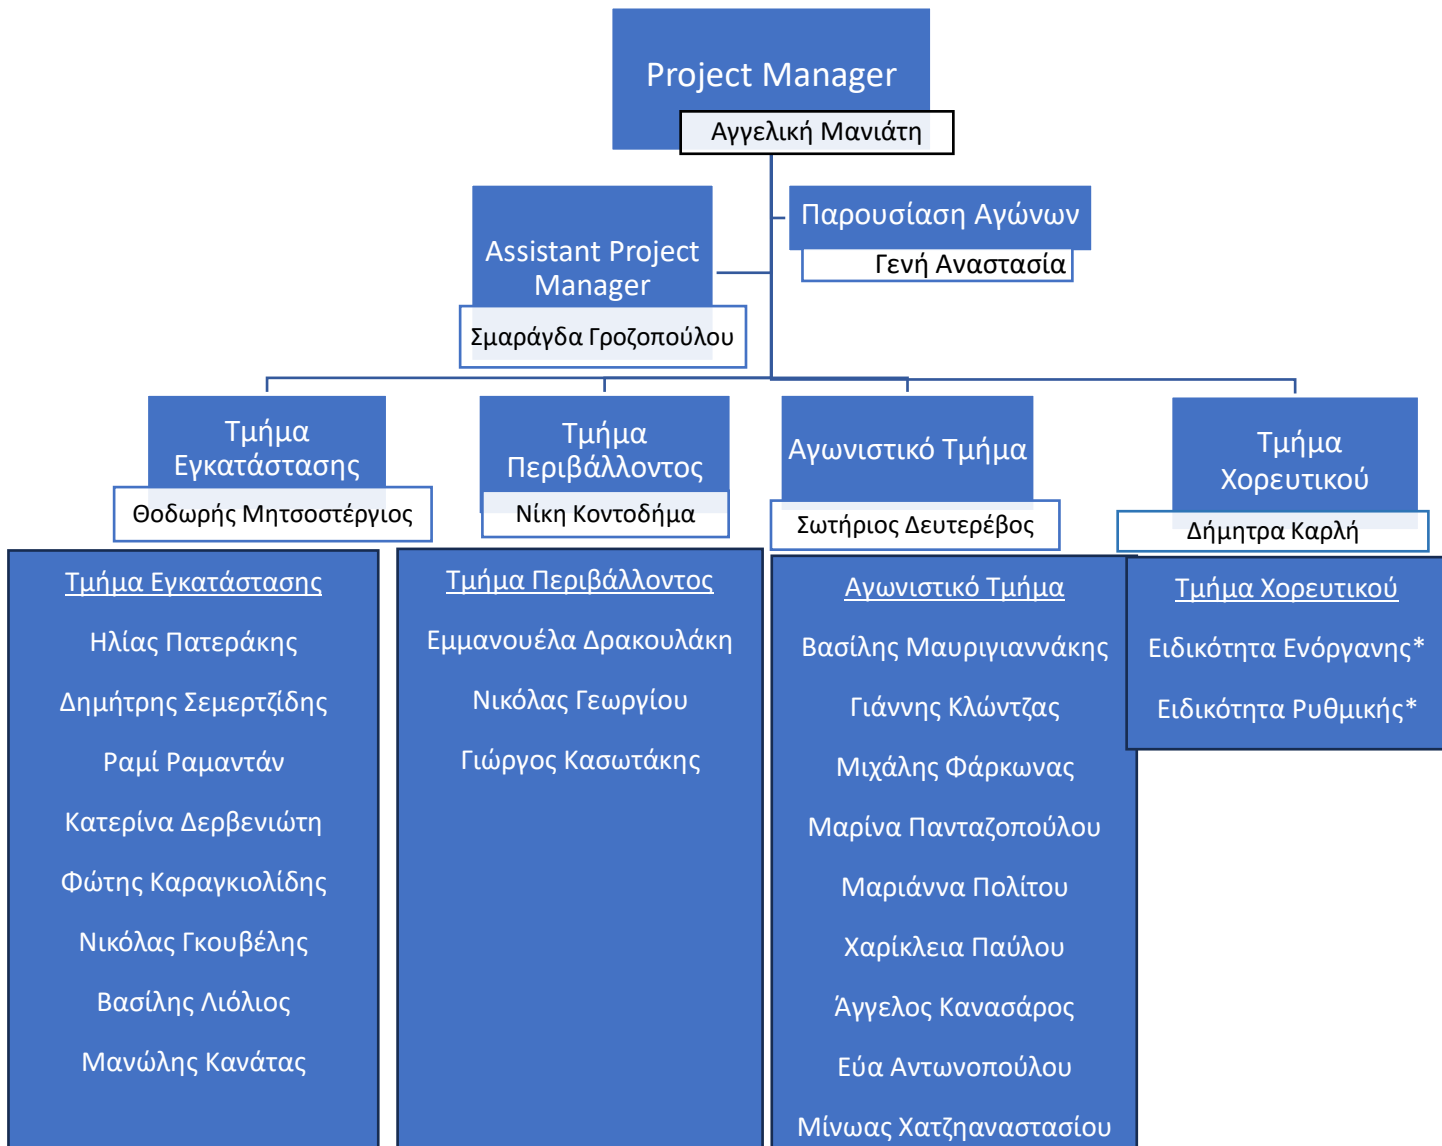 Project Manager
Αγγελική Μανιάτη
Assistant Project
Manager
Σμαράγδα Γροζοπούλου
Παρουσίαση Αγώνων
Γενή Αναστασία
Τμήμα
Εγκατάστασης
Θοδωρής Μητσοστέργιος
Τμήμα
Περιβάλλοντος
Νίκη Κοντοδήμα
Αγωνιστικό Τμήμα
Σωτήριος Δευτερέβος
Τμήμα
Χορευτικού
Δήμητρα Καρλή
Τμήμα Εγκατάστασης
Ηλίας Πατεράκης
Δημήτρης Σεμερτζίδης
Ραμί Ραμαντάν
Κατερίνα Δερβενιώτη
Φώτης Καραγκιολίδης
Νικόλας Γκουβέλης
Βασίλης Λιόλιος
Μανώλης Κανάτας
Τμήμα Περιβάλλοντος
Εμμανουέλα Δρακουλάκη
Νικόλας Γεωργίου
Γιώργος Κασωτάκης
Αγωνιστικό Τμήμα
Βασίλης Μαυριγιαννάκης
Γιάννης Κλώντζας
Μιχάλης Φάρκωνας
Μαρίνα Πανταζοπούλου
Μαριάννα Πολίτου
Χαρίκλεια Παύλου
Άγγελος Κανασάρος
Εύα Αντωνοπούλου
Μίνωας Χατζηαναστασίου
Τμήμα Χορευτικού
Ειδικότητα Ενόργανης*
Ειδικότητα Ρυθμικής*